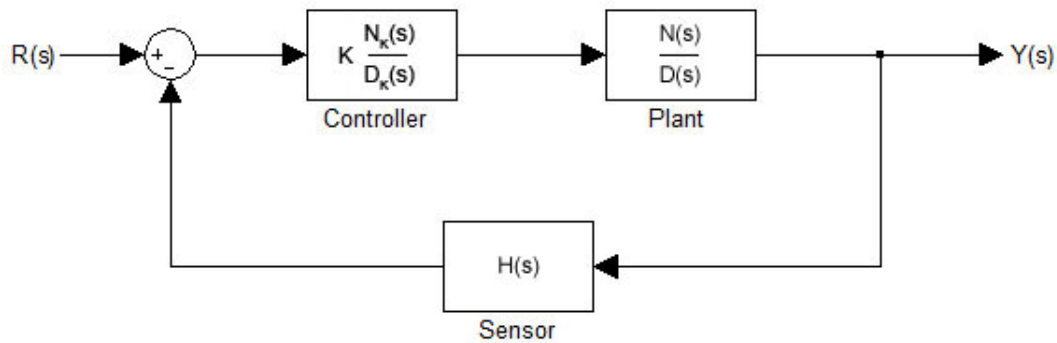 R(s)
+
-
K N_K(s)
D_K(s)
Controller
N(s)
D(s)
Plant
Y(s)
H(s)
Sensor